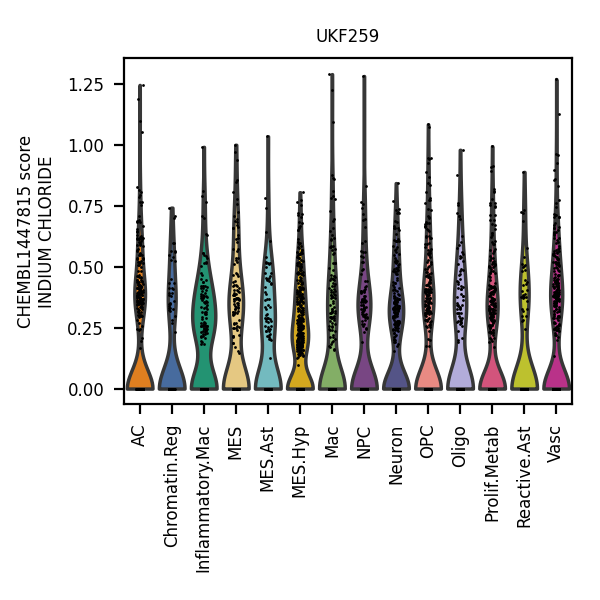 UKF259
CHEMBL1447815 score
INDIUM CHLORIDE
1.25
1.00
0.75
0.50
0.25
0.00
AC
Chromatin.Reg
Inflammatory.Mac
MES
MES.Ast
MES.Hyp
Mac
NPC
Neuron
OPC
Oligo
Prolif.Metab
Reactive.Ast
Vasc